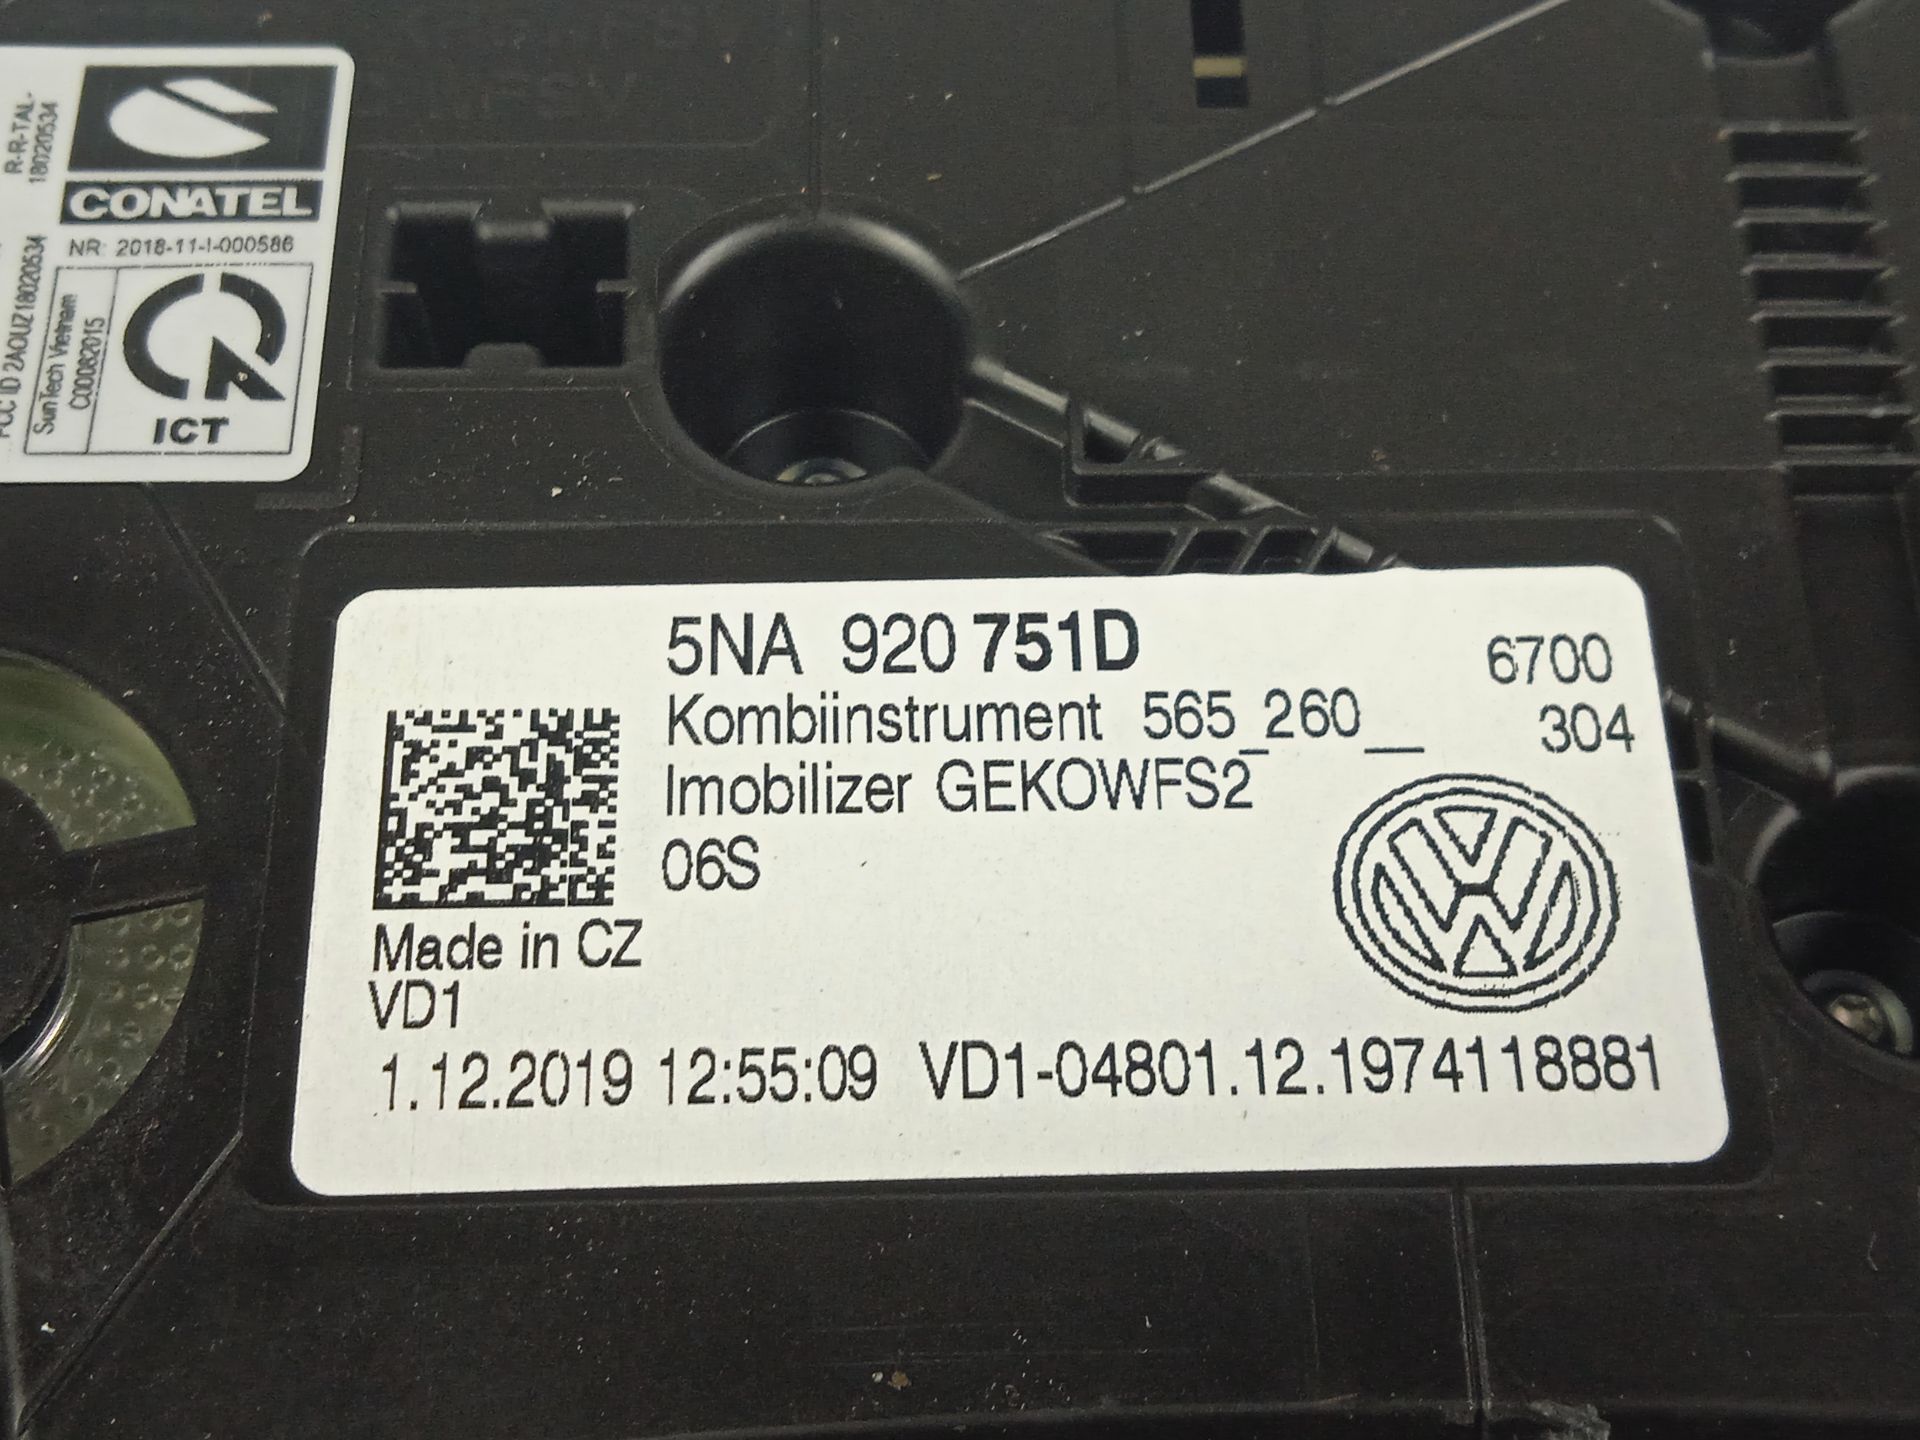 R-R-TAL-
18020534
FCC ID 2AOUZ18020534
CONATEL
NR: 2018-11-I-000586
SunTech Vietnam
C00082015
ICT
5NA 920 751D
6700
Kombiinstrument 565_260__
304
Imobilizer GEKOWFS2
06S
Made in CZ
VD1
1.12.2019 12:55:09 VD1-04801.12.1974118881